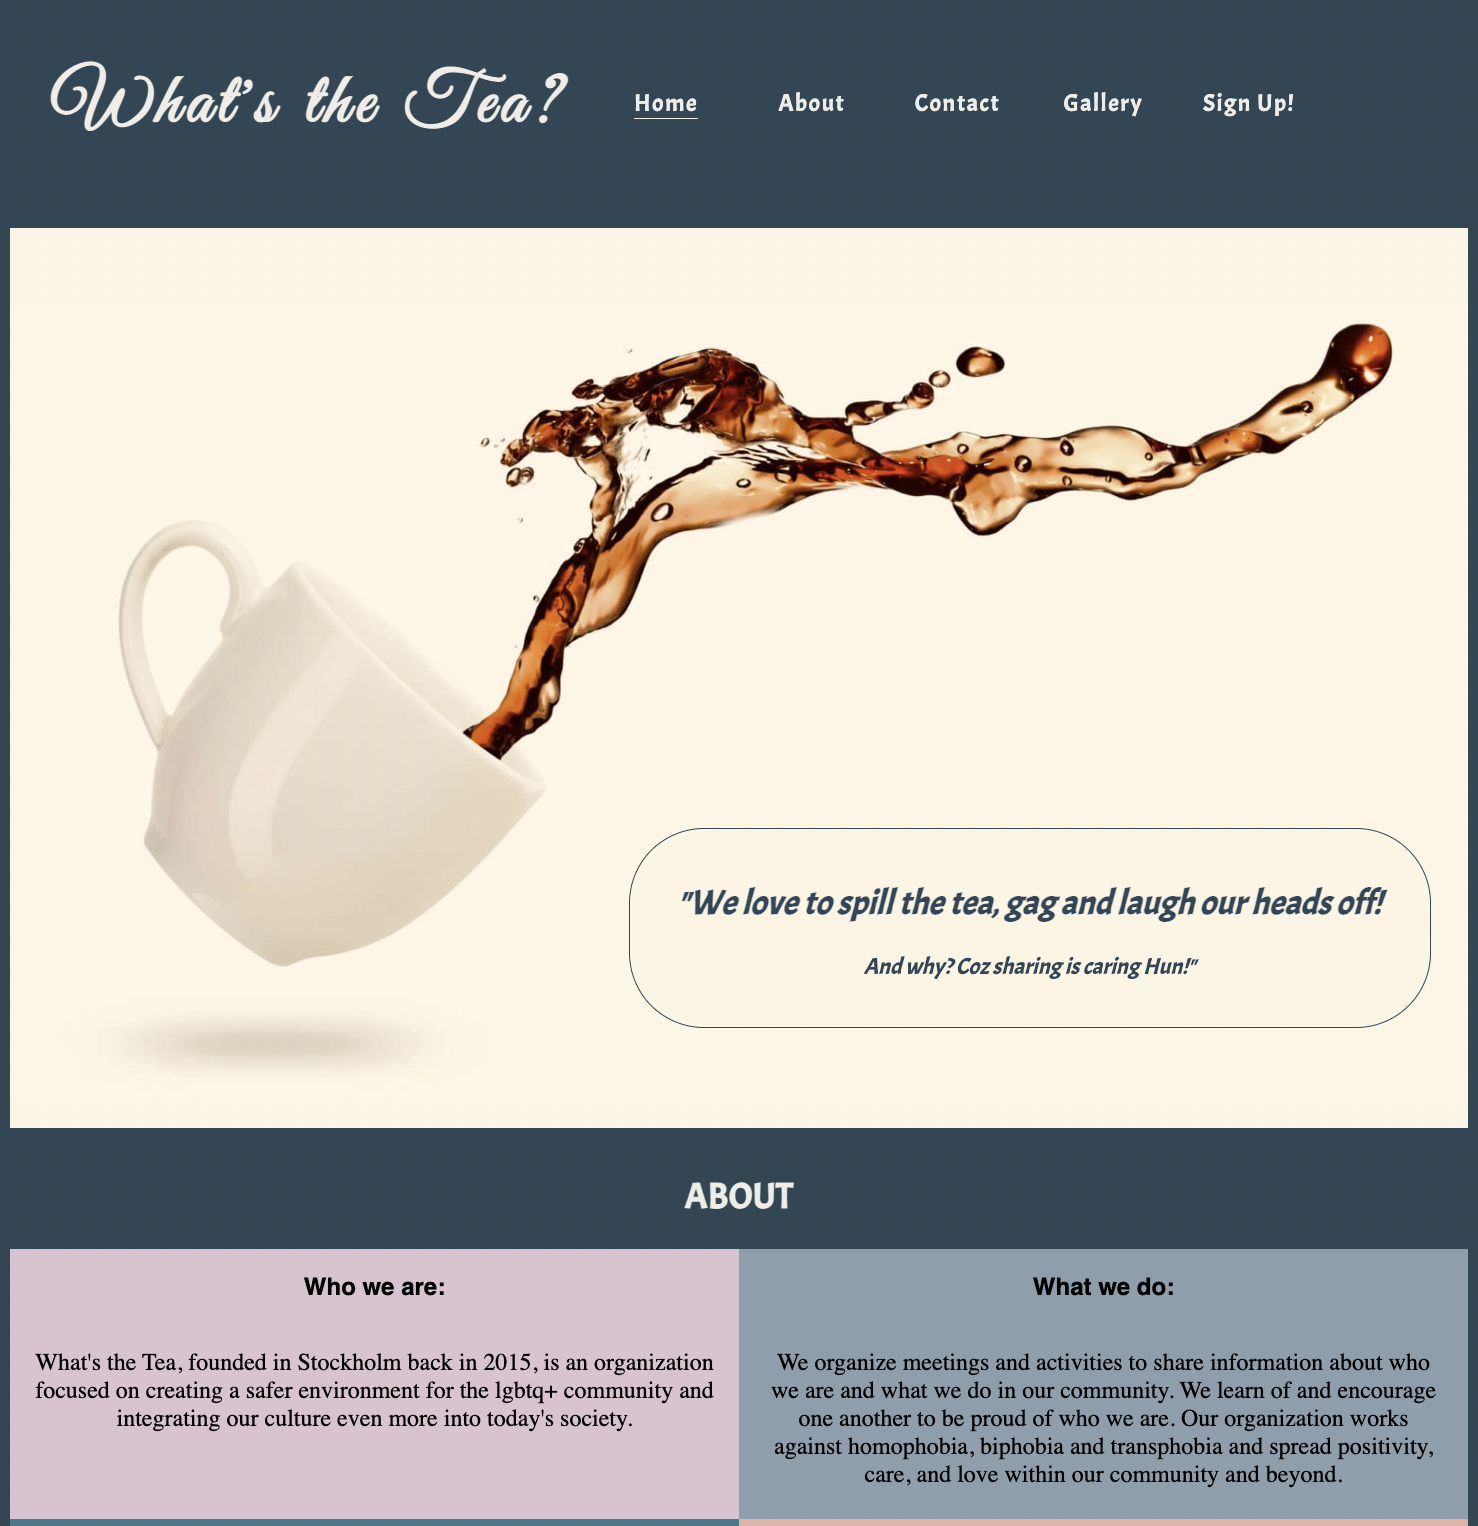 What's the Tea?
Home About Contact Gallery Sign Up!
"We love to spill the tea, gag and laugh our heads off!
And why? Coz sharing is caring Hun!"
ABOUT
Who we are:
What's the Tea, founded in Stockholm back in 2015, is an organization
focused on creating a safer environment for the lgbtq+ community and
integrating our culture even more into today's society.
What we do:
We organize meetings and activities to share information about who
we are and what we do in our community. We learn of and encourage
one another to be proud of who we are. Our organization works
against homophobia, biphobia and transphobia and spread positivity,
care, and love within our community and beyond.